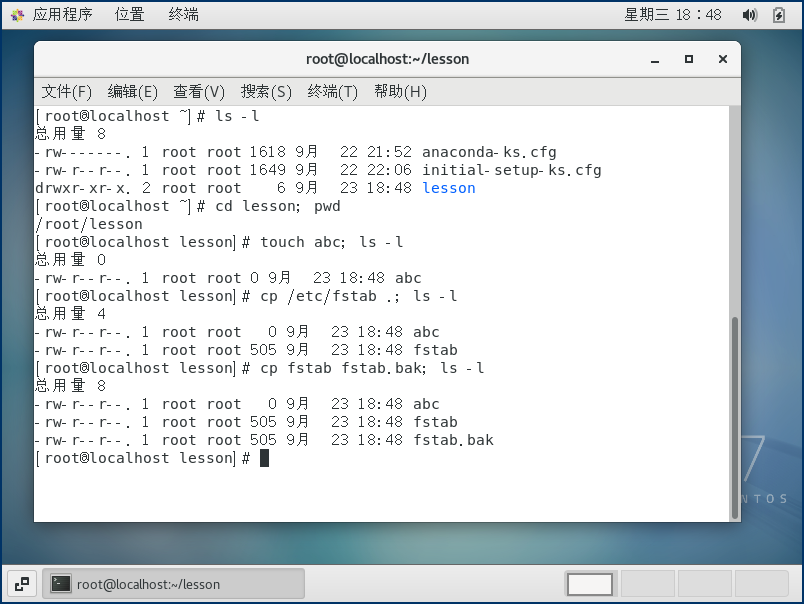 应用程序 位置 终端 星期三 18：48
root@localhost:~/lesson
文件(F) 编辑(E) 查看(V) 搜索(S) 终端(T) 帮助(H)
[root@localhost ~]# ls -l
总用量 8
-rw-------. 1 root root 1618 9月  22 21:52 anaconda-ks.cfg
-rw-r--r--. 1 root root 1649 9月  22 22:06 initial-setup-ks.cfg
drwxr-xr-x. 2 root root    6 9月  23 18:48 lesson
[root@localhost ~]# cd lesson; pwd
/root/lesson
[root@localhost lesson]# touch abc; ls -l
总用量 0
-rw-r--r--. 1 root root 0 9月  23 18:48 abc
[root@localhost lesson]# cp /etc/fstab .; ls -l
总用量 4
-rw-r--r--. 1 root root   0 9月  23 18:48 abc
-rw-r--r--. 1 root root 505 9月  23 18:48 fstab
[root@localhost lesson]# cp fstab fstab.bak; ls -l
总用量 8
-rw-r--r--. 1 root root   0 9月  23 18:48 abc
-rw-r--r--. 1 root root 505 9月  23 18:48 fstab
-rw-r--r--. 1 root root 505 9月  23 18:48 fstab.bak
[root@localhost lesson]#
7
NTOS
root@localhost:~/lesson